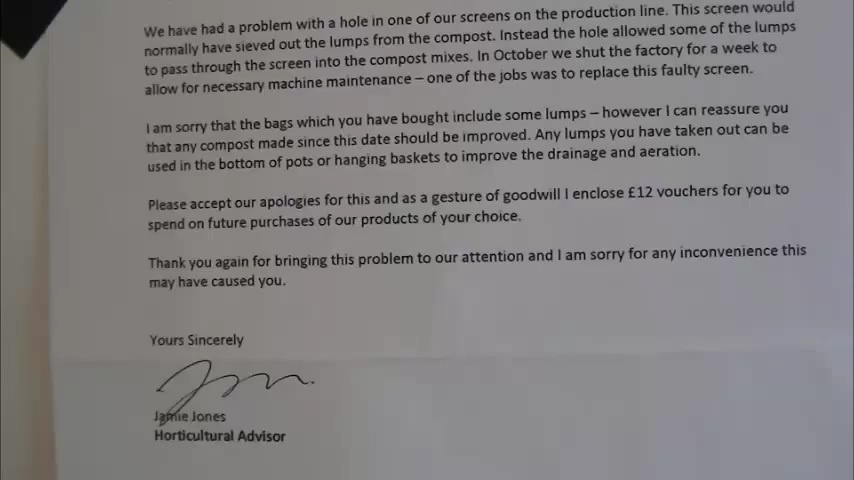 We have had a problem with a hole in one of our screens on the production line. This screen would
normally have sieved out the lumps from the compost. Instead the hole allowed some of the lumps
to pass through the screen into the compost mixes. In October we shut the factory for a week to
allow for necessary machine maintenance – one of the jobs was to replace this faulty screen.
I am sorry that the bags which you have bought include some lumps – however I can reassure you
that any compost made since this date should be improved. Any lumps you have taken out can be
used in the bottom of pots or hanging baskets to improve the drainage and aeration.
Please accept our apologies for this and as a gesture of goodwill I enclose £12 vouchers for you to
spend on future purchases of our products of your choice.
Thank you again for bringing this problem to our attention and I am sorry for any inconvenience this
may have caused you.
Yours Sincerely
Jamie Jones
Horticultural Advisor